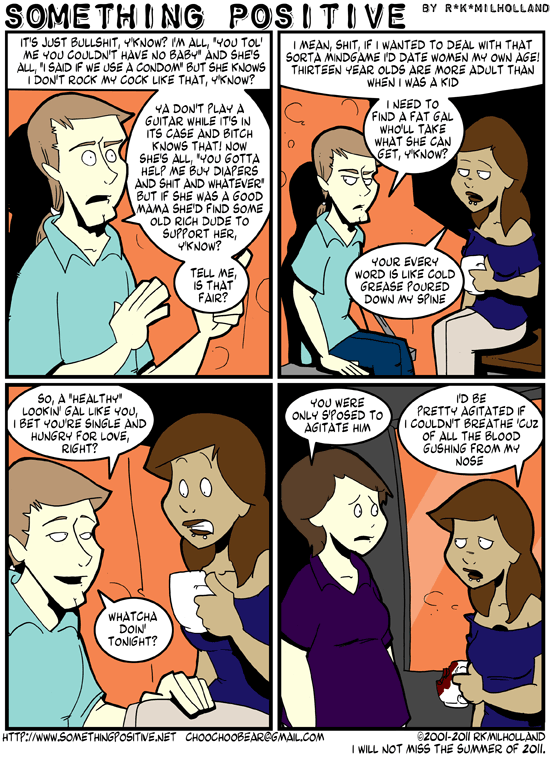 SOMETHING POSITIVE
BY R*K*MILHOLLAND
IT'S JUST BULLSHIT, Y'KNOW? I'M ALL, "YOU TOL'
ME YOU COULDN'T HAVE NO BABY" AND SHE'S
ALL, "I SAID IF WE USE A CONDOM" BUT SHE KNOWS
I DON'T ROCK MY COCK LIKE THAT, Y'KNOW?
YA DON'T PLAY A
GUITAR WHILE IT'S IN
ITS CASE AND BITCH
KNOWS THAT! NOW
SHE'S ALL, "YOU GOTTA
HELP ME BUY DIAPERS
AND SHIT AND WHATEVER"
BUT IF SHE WAS A GOOD
MAMA SHE'D FIND SOME
OLD RICH DUDE TO
SUPPORT HER,
Y'KNOW?
TELL ME,
IS THAT
FAIR?
I MEAN, SHIT, IF I WANTED TO DEAL WITH THAT
SORTA MINDGAME I'D DATE WOMEN MY OWN AGE!
THIRTEEN YEAR OLDS ARE MORE ADULT THAN
WHEN I WAS A KID
I NEED TO
FIND A FAT GAL
WHO'LL TAKE
WHAT SHE CAN
GET, Y'KNOW?
YOUR EVERY
WORD IS LIKE COLD
GREASE POURED
DOWN MY SPINE
SO, A "HEALTHY"
LOOKIN' GAL LIKE YOU,
I BET YOU'RE SINGLE AND
HUNGRY FOR LOVE,
RIGHT?
WHATCHA
DOIN'
TONIGHT?
YOU WERE
ONLY S'POSED TO
AGITATE HIM
I'D BE
PRETTY AGITATED IF
I COULDN'T BREATHE 'CUZ
OF ALL THE BLOOD
GUSHING FROM MY
NOSE
HTTP://WWW.SOMETHINGPOSITIVE.NET CHOOCHOOBEAR@GMAIL.COM
©2001-2011 RKMILHOLLAND
I WILL NOT MISS THE SUMMER OF 2011.